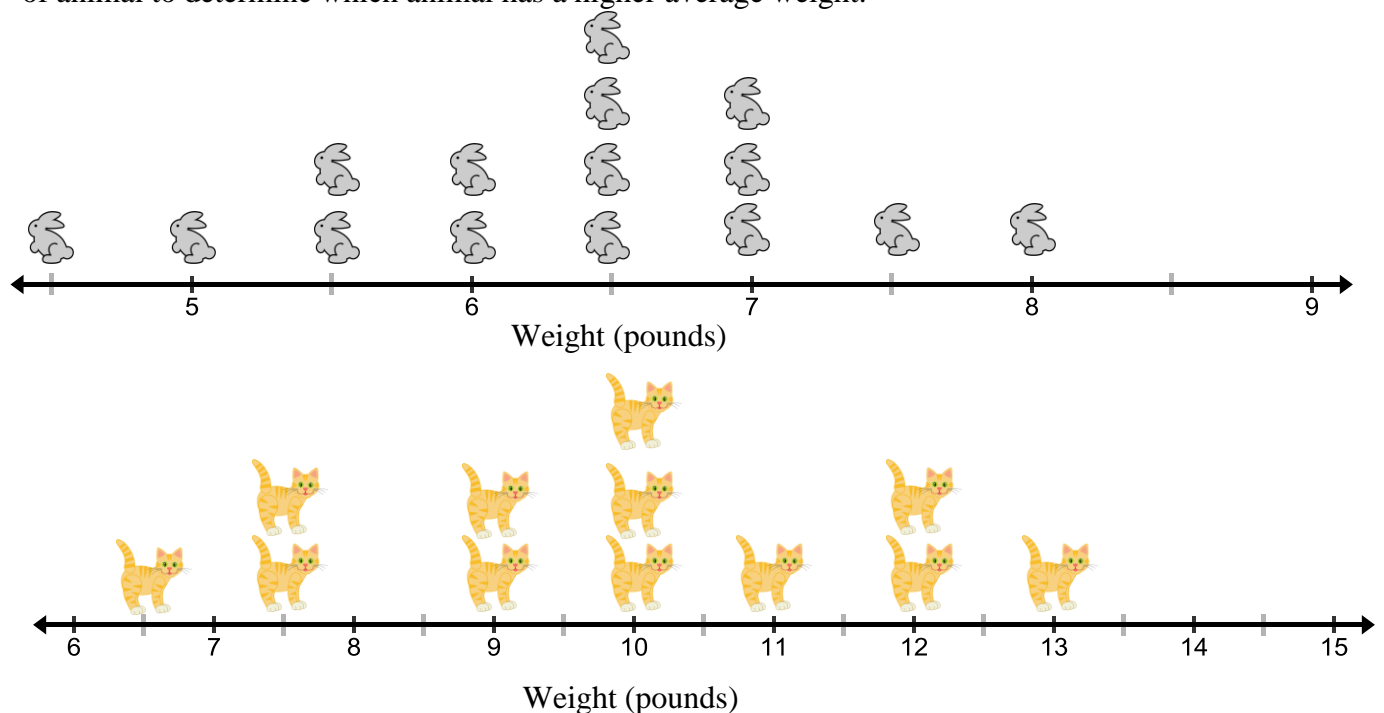 of animal to determine which animal has a higher average weight.
5 6 7 8 9
Weight (pounds)
6 7 8 9 10 11 12 13 14 15
Weight (pounds)